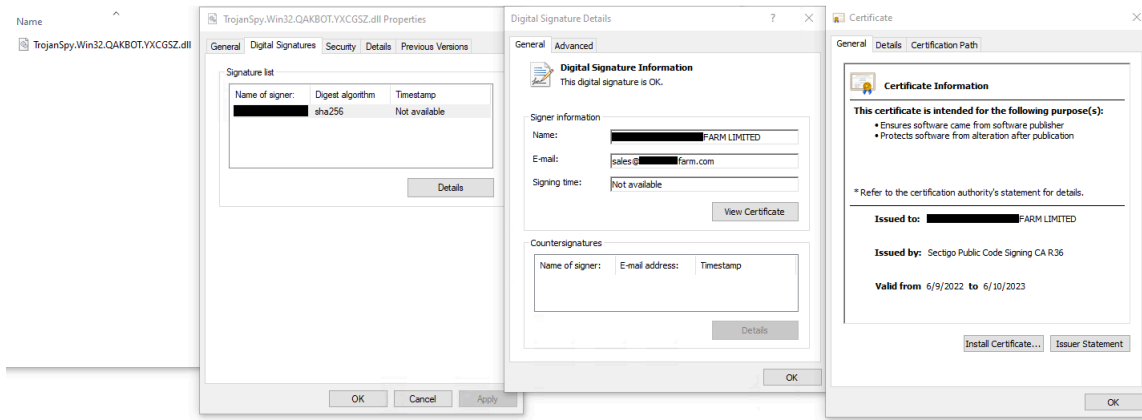 Name
TrojanSpy.Win32.QAKBOT.YXCGSZ.dll
TrojanSpy.Win32.QAKBOT.YXCGSZ.dll Properties
General Digital Signatures Security Details Previous Versions
Signature list
Name of signer: Digest algorithm Timestamp
sha256 Not available
Details
OK Cancel Apply
Digital Signature Details ?
General Advanced
Digital Signature Information
This digital signature is OK.
Signer information
Name: FARM LIMITED
E-mail: sales@ farm.com
Signing time: Not available
View Certificate
Countersignatures
Name of signer: E-mail address: Timestamp
Details
OK
Certificate
General Details Certification Path
Certificate Information
This certificate is intended for the following purpose(s):
• Ensures software came from software publisher
• Protects software from alteration after publication
* Refer to the certification authority's statement for details.
Issued to: FARM LIMITED
Issued by: Sectigo Public Code Signing CA R36
Valid from 6/9/2022 to 6/10/2023
Install Certificate... Issuer Statement
OK